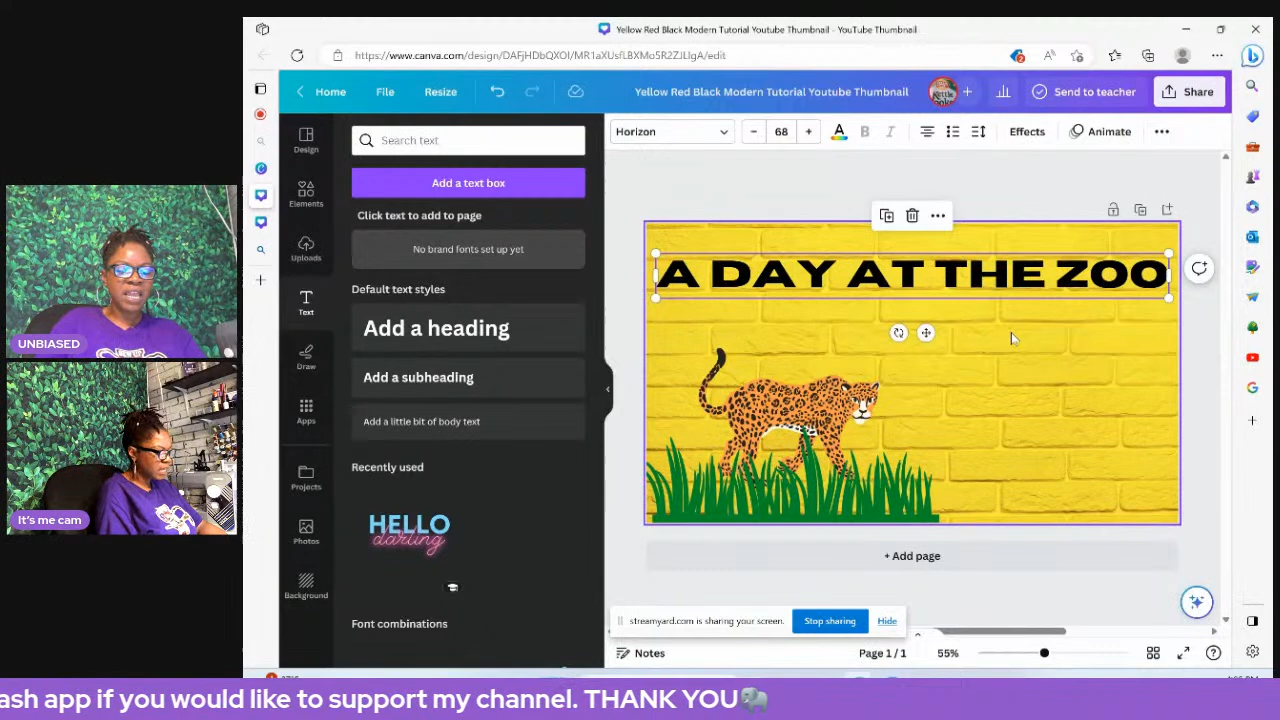 Yellow Red Black Modern Tutorial Youtube Thumbnail - YouTube Thumbnail
https://www.canva.com/design/DAFjHDbQXOI/MR1aXUsfLBXMo5R2ZJLlgA/edit
Home File Resize Yellow Red Black Modern Tutorial Youtube Thumbnail Send to teacher Share
Horizon 68 A B I Effects Animate
Design
Elements
Uploads
Text
Draw
Apps
Projects
Photos
Background
Search text
Add a text box
Click text to add to page
No brand fonts set up yet
Default text styles
Add a heading
Add a subheading
Add a little bit of body text
Recently used
HELLO
darling
Font combinations
A DAY AT THE ZOO
+ Add page
streamyard.com is sharing your screen. Stop sharing Hide
Notes Page 1 / 1 55%
UNBIASED
It's me cam
ash app if you would like to support my channel. THANK YOU